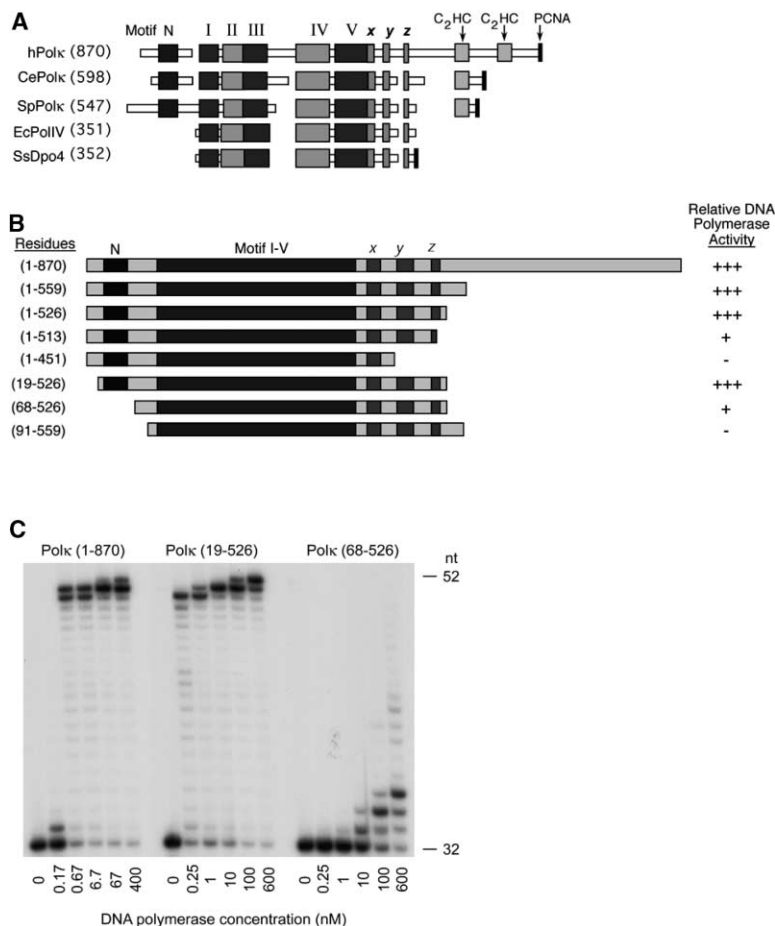 A
C₂HC C₂HC PCNA
Motif N I II III IV V x y z
hPolκ (870)
CePolκ (598)
SpPolκ (547)
EcPolIV (351)
SsDpo4 (352)
B
Relative DNA
Polymerase
Activity
Residues N Motif I-V x y z
(1-870) +++
(1-559) +++
(1-526) +++
(1-513) +
(1-451) -
(19-526) +++
(68-526) +
(91-559) -
C
Polκ (1-870) Polκ (19-526) Polκ (68-526) nt
— 52
— 32
0 0.17 0.67 6.7 67 400 0 0.25 1 10 100 600 0 0.25 1 10 100 600
DNA polymerase concentration (nM)